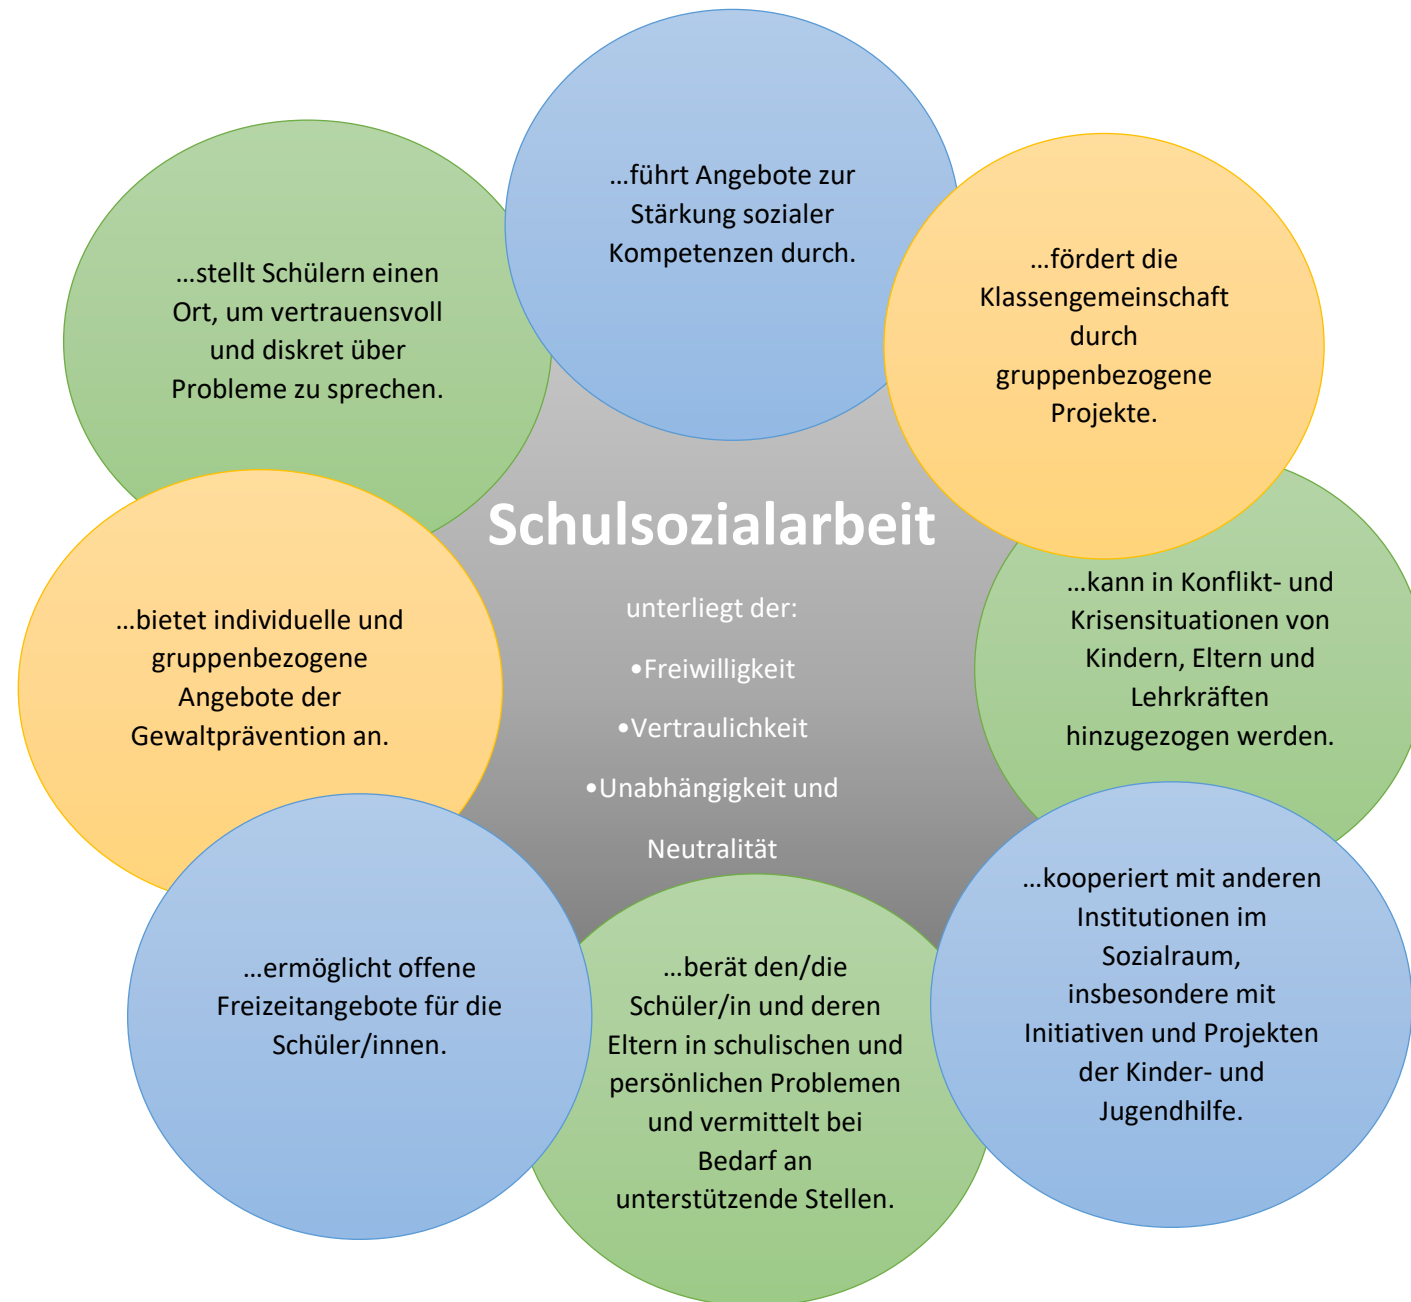 …führt Angebote zur
Stärkung sozialer
Kompetenzen durch.
…fördert die
Klassengemeinschaft
durch
gruppenbezogene
Projekte.
…kann in Konflikt- und
Krisensituationen von
Kindern, Eltern und
Lehrkräften
hinzugezogen werden.
…kooperiert mit anderen
Institutionen im
Sozialraum,
insbesondere mit
Initiativen und Projekten
der Kinder- und
Jugendhilfe.
…berät den/die
Schüler/in und deren
Eltern in schulischen und
persönlichen Problemen
und vermittelt bei
Bedarf an
unterstützende Stellen.
…ermöglicht offene
Freizeitangebote für die
Schüler/innen.
…bietet individuelle und
gruppenbezogene
Angebote der
Gewaltprävention an.
…stellt Schülern einen
Ort, um vertrauensvoll
und diskret über
Probleme zu sprechen.
Schulsozialarbeit
unterliegt der:
•Freiwilligkeit
•Vertraulichkeit
•Unabhängigkeit und
Neutralität